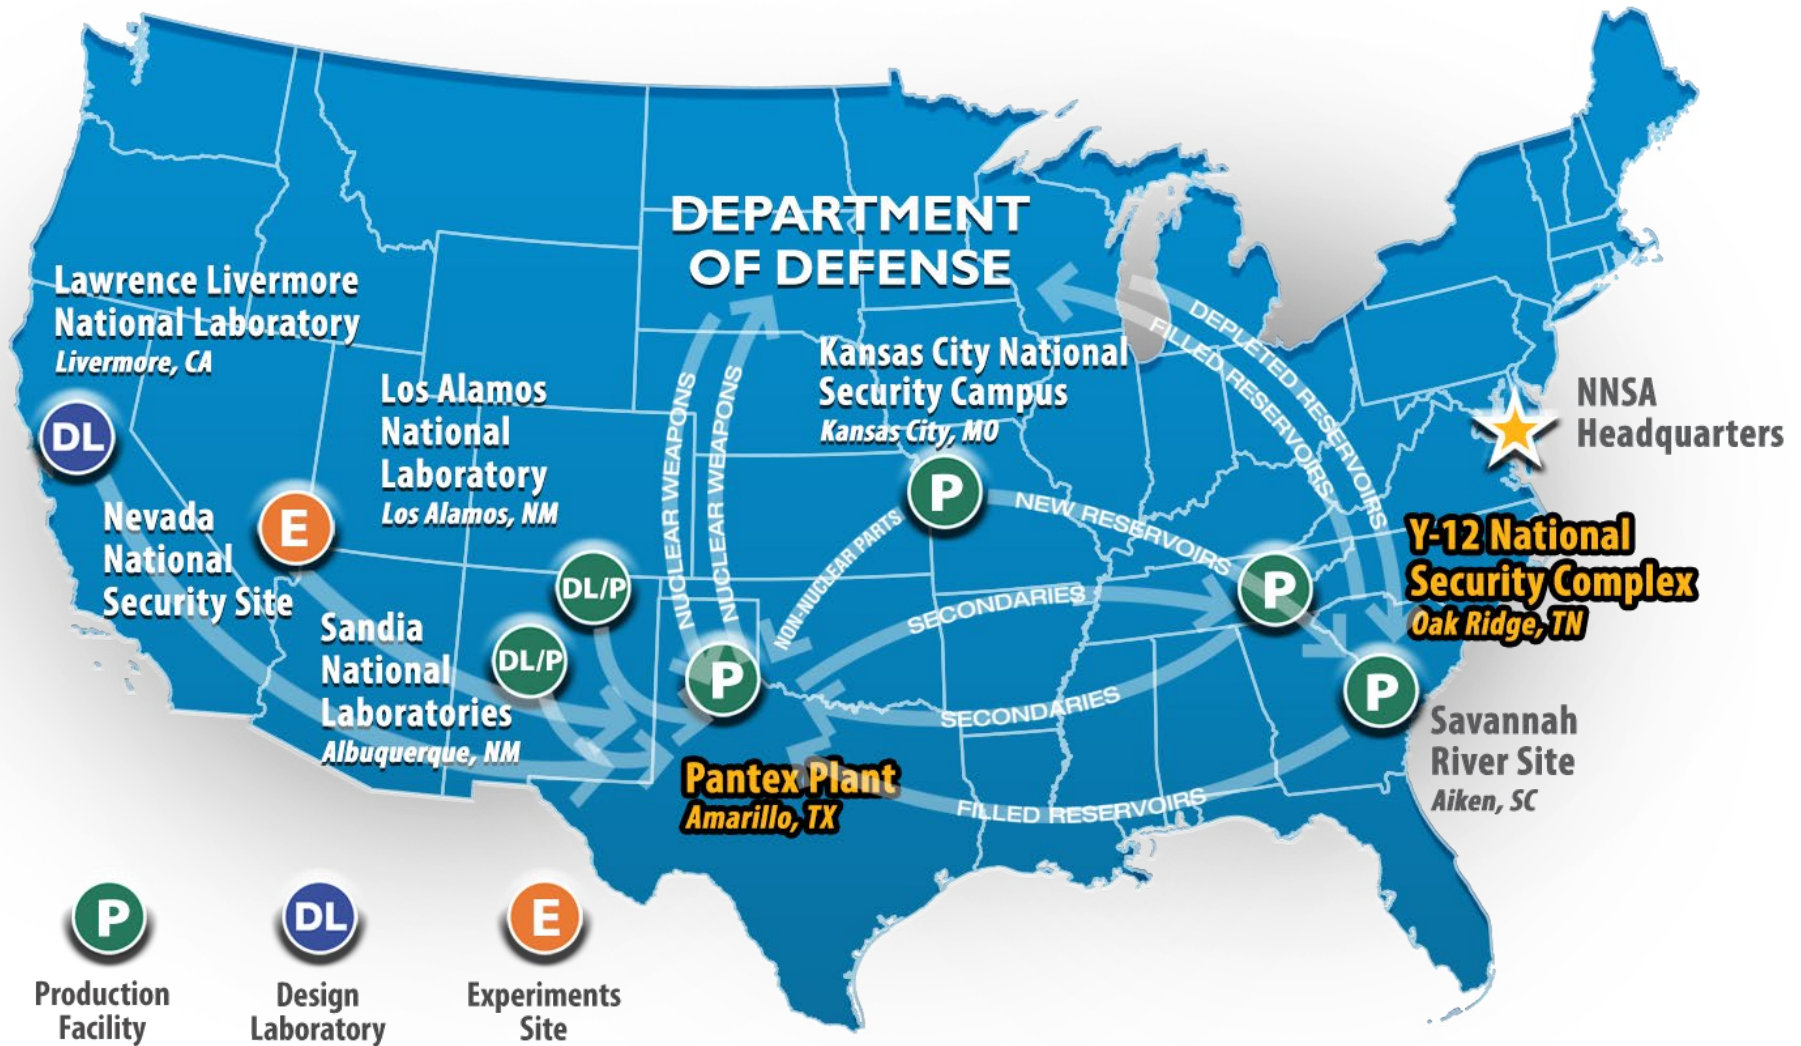 DEPARTMENT
OF DEFENSE
Lawrence Livermore
National Laboratory
Livermore, CA
DL
Nevada
National
Security Site
E
Los Alamos
National
Laboratory
Los Alamos, NM
DL/P
Sandia
National
Laboratories
Albuquerque, NM
DL/P
NUCLEAR WEAPONS
NUCLEAR WEAPONS
Kansas City National
Security Campus
Kansas City, MO
P
NON-NUCLEAR PARTS
NEW RESERVOIRS
FILLED RESERVOIRS
DEPLETED RESERVOIRS
NNSA
Headquarters
Y-12 National
Security Complex
Oak Ridge, TN
P
SECONDARIES
SECONDARIES
P
Pantex Plant
Amarillo, TX
FILLED RESERVOIRS
P
Savannah
River Site
Aiken, SC
P
Production
Facility
DL
Design
Laboratory
E
Experiments
Site